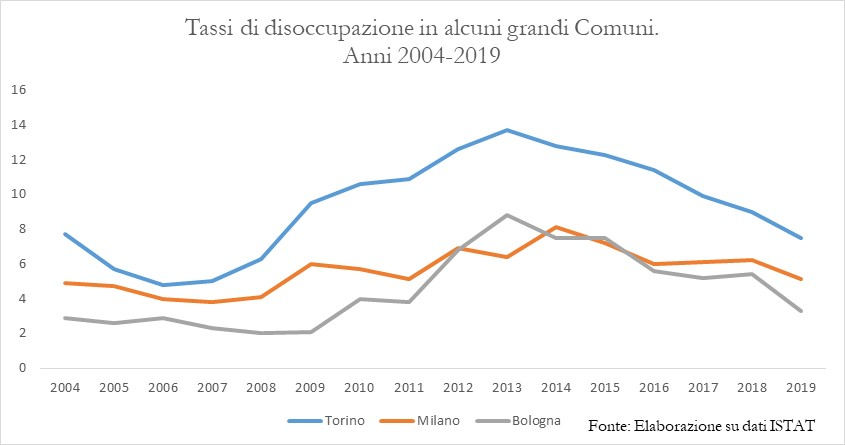 Tassi di disoccupazione in alcuni grandi Comuni.
Anni 2004-2019
16
14
12
10
8
6
4
2
0
2004 2005 2006 2007 2008 2009 2010 2011 2012 2013 2014 2015 2016 2017 2018 2019
Torino Milano Bologna
Fonte: Elaborazione su dati ISTAT